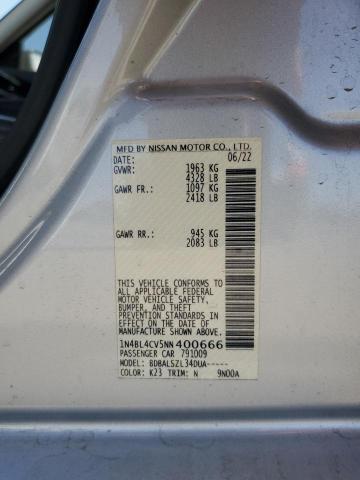 MFD BY NISSAN MOTOR CO., LTD.
DATE: 06/22
GVWR: 1963 KG
4328 LB
GAWR FR: 1097 KG
2418 LB
GAWR RR: 945 KG
2083 LB
THIS VEHICLE CONFORMS TO
ALL APPLICABLE FEDERAL
MOTOR VEHICLE SAFETY,
BUMPER, AND THEFT
PREVENTION STANDARDS IN
EFFECT ON THE DATE OF
MANUFACTURE SHOWN ABOVE.
1N4BL4CV5NN400666
PASSENGER CAR 791009
MODEL: BDBALSZL34DUA-----
COLOR: K23 TRIM: N 9N00A